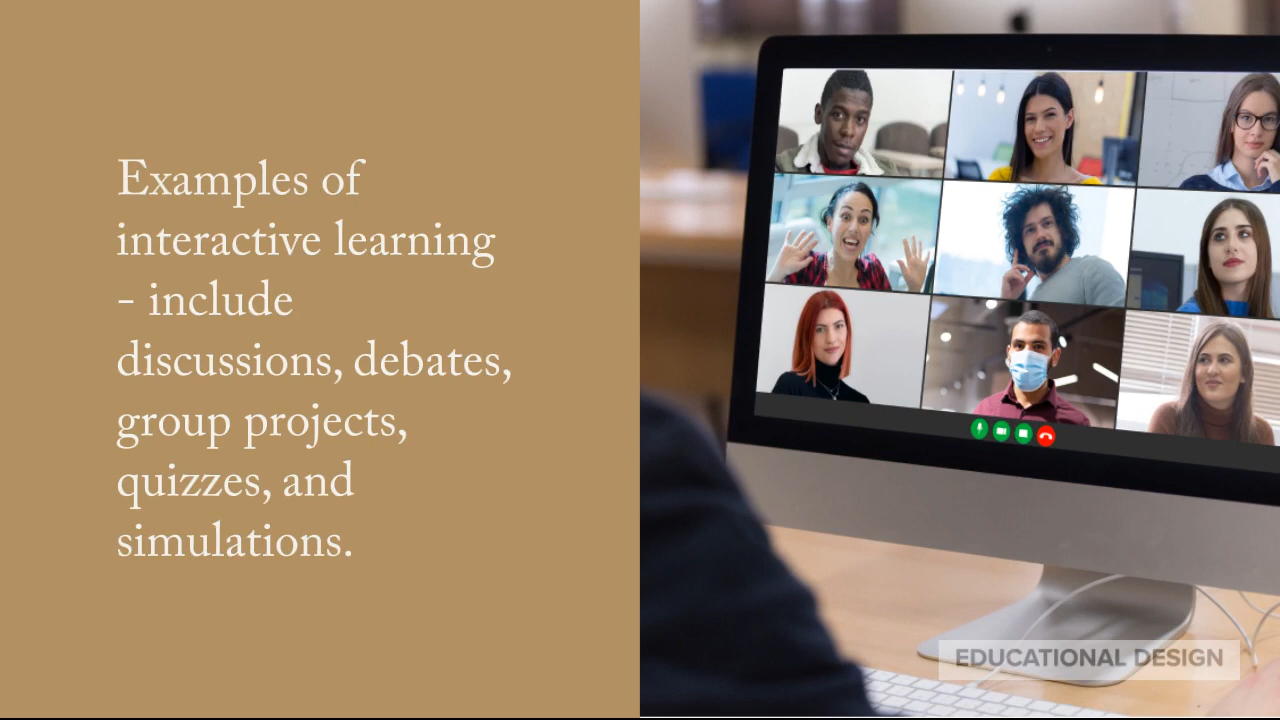 Examples of
interactive learning
- include
discussions, debates,
group projects,
quizzes, and
simulations.
EDUCATIONAL DESIGN